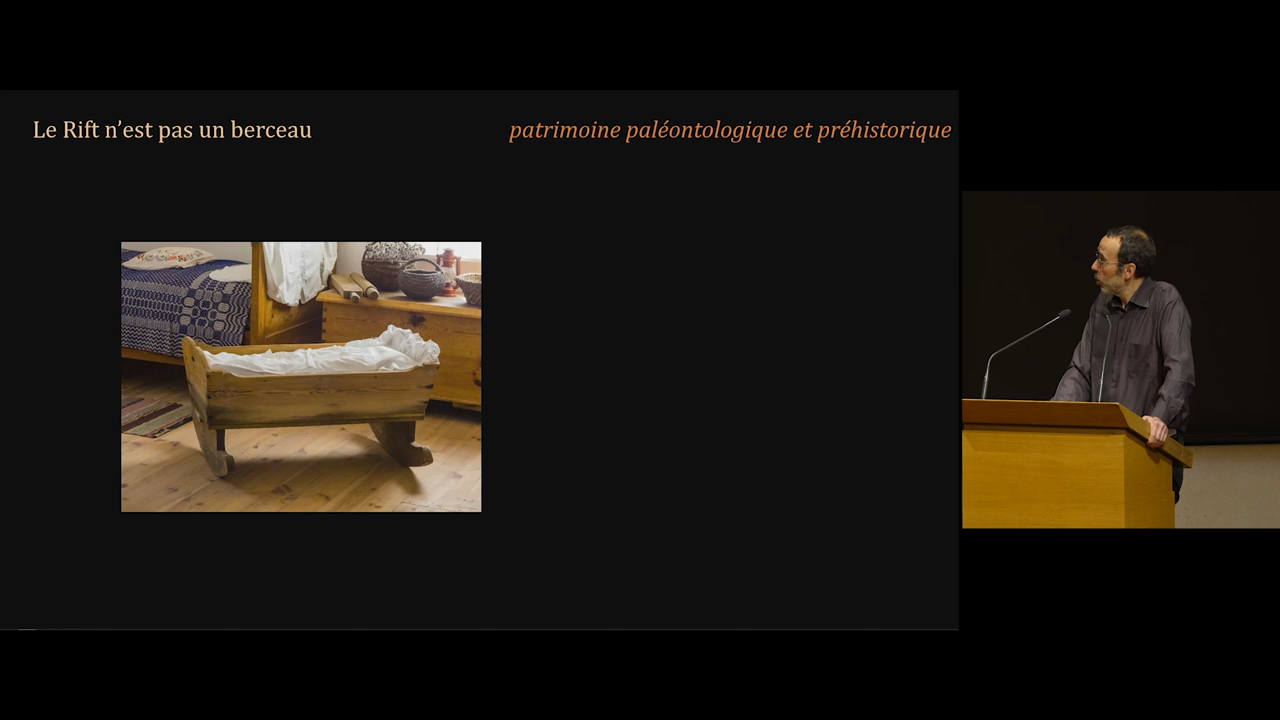 Le Rift n’est pas un berceau
patrimoine paléontologique et préhistorique